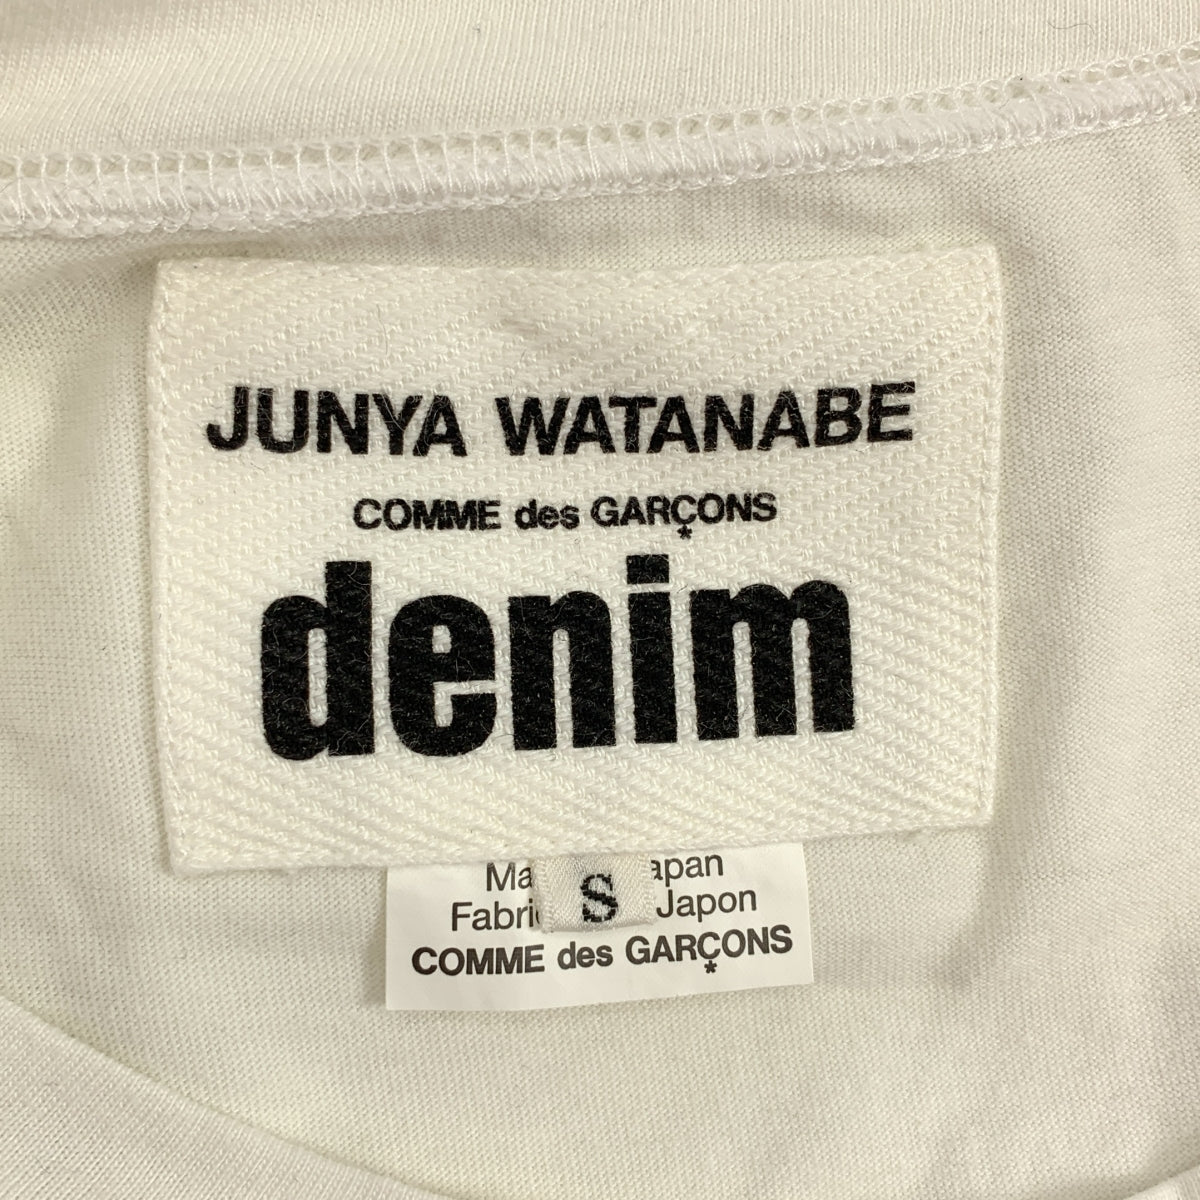 JUNYA WATANABE
COMME des GARÇONS
denim
Ma apan
S
Fabri Japon
COMME des GARÇONS